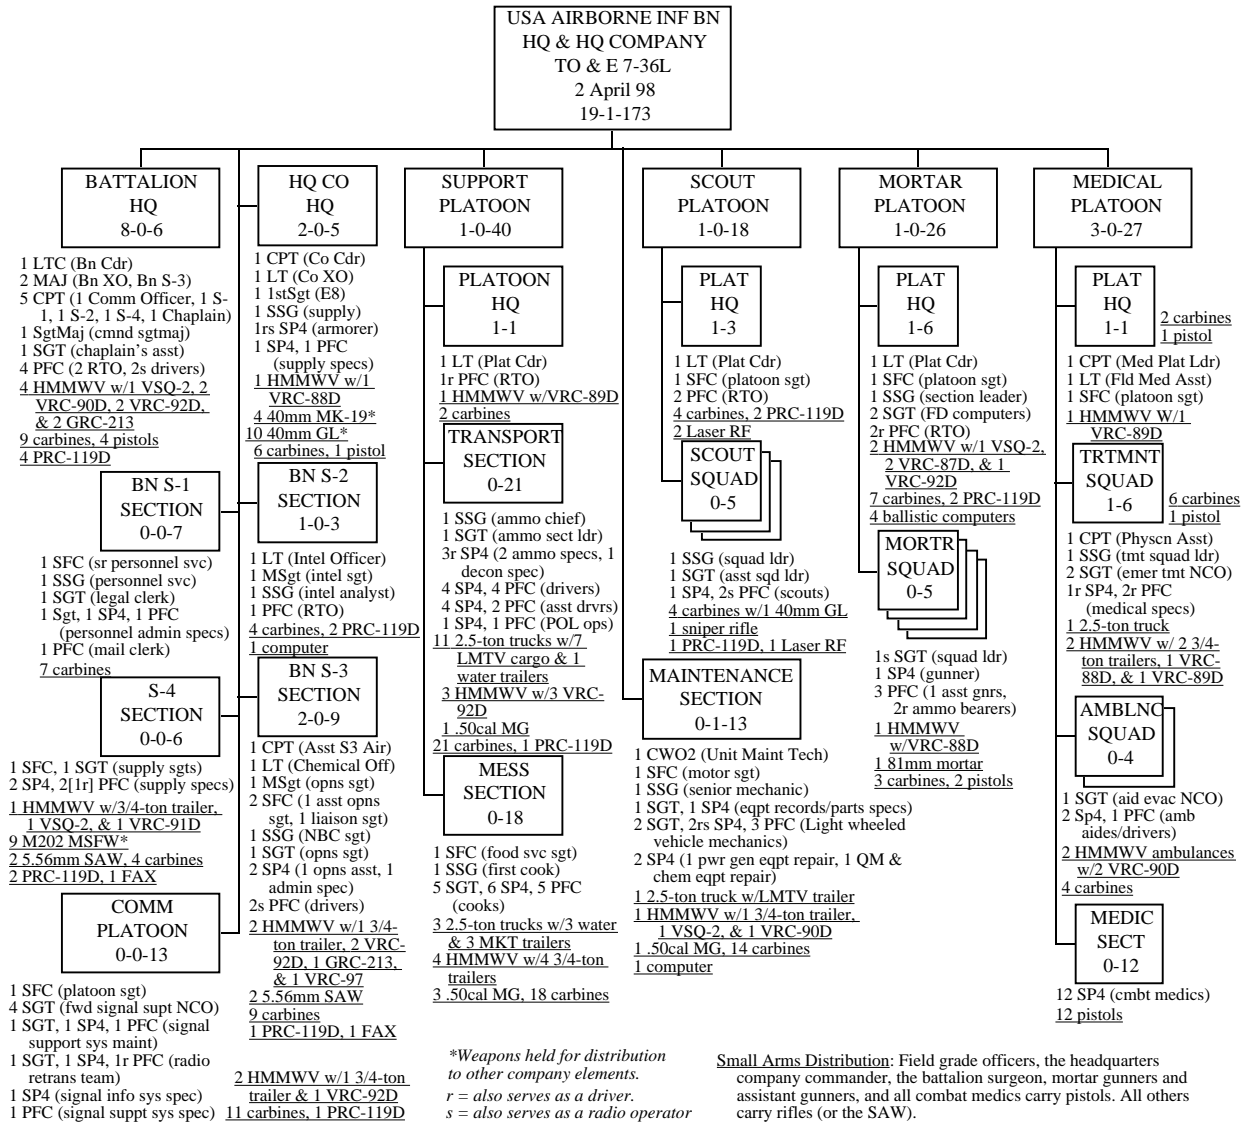 USA AIRBORNE INF BN
HQ & HQ COMPANY
TO & E 7-36L
2 April 98
19-1-173
BATTALION
HQ
8-0-6
1 LTC (Bn Cdr)
2 MAJ (Bn XO, Bn S-3)
5 CPT (1 Comm Officer, 1 S-
1, 1 S-2, 1 S-4, 1 Chaplain)
1 SgtMaj (cmnd sgtmaj)
1 SGT (chaplain's asst)
4 PFC (2 RTO, 2s drivers)
4 HMMWV w/1 VSQ-2, 2
VRC-90D, 2 VRC-92D,
& 2 GRC-213
9 carbines, 4 pistols
4 PRC-119D
HQ CO
HQ
2-0-5
1 CPT (Co Cdr)
1 LT (Co XO)
1 1stSgt (E8)
1 SSG (supply)
1rs SP4 (armorer)
1 SP4, 1 PFC
(supply specs)
1 HMMWV w/1
VRC-88D
4 40mm MK-19*
10 40mm GL*
6 carbines, 1 pistol
BN S-1
SECTION
0-0-7
1 SFC (sr personnel svc)
1 SSG (personnel svc)
1 SGT (legal clerk)
1 Sgt, 1 SP4, 1 PFC
(personnel admin specs)
1 PFC (mail clerk)
7 carbines
BN S-2
SECTION
1-0-3
1 LT (Intel Officer)
1 MSgt (intel sgt)
1 SSG (intel analyst)
1 PFC (RTO)
4 carbines, 2 PRC-119D
1 computer
S-4
SECTION
0-0-6
1 SFC, 1 SGT (supply sgts)
2 SP4, 2[1r] PFC (supply specs)
1 HMMWV w/3/4-ton trailer,
1 VSQ-2, & 1 VRC-91D
9 M202 MSFW*
2 5.56mm SAW, 4 carbines
2 PRC-119D, 1 FAX
BN S-3
SECTION
2-0-9
1 CPT (Asst S3 Air)
1 LT (Chemical Off)
1 MSgt (opns sgt)
2 SFC (1 asst opns
sgt, 1 liaison sgt)
1 SSG (NBC sgt)
1 SGT (opns sgt)
2 SP4 (1 opns asst, 1
admin spec)
2s PFC (drivers)
2 HMMWV w/1 3/4-
ton trailer, 2 VRC-
92D, 1 GRC-213,
& 1 VRC-97
2 5.56mm SAW
9 carbines
1 PRC-119D, 1 FAX
COMM
PLATOON
0-0-13
1 SFC (platoon sgt)
4 SGT (fwd signal supt NCO)
1 SGT, 1 SP4, 1 PFC (signal
support sys maint)
1 SGT, 1 SP4, 1r PFC (radio
retrans team)
1 SP4 (signal info sys spec)
1 PFC (signal suppt sys spec)
2 HMMWV w/1 3/4-ton
trailer & 1 VRC-92D
11 carbines, 1 PRC-119D
SUPPORT
PLATOON
1-0-40
PLATOON
HQ
1-1
1 LT (Plat Cdr)
1r PFC (RTO)
1 HMMWV w/VRC-89D
2 carbines
TRANSPORT
SECTION
0-21
1 SSG (ammo chief)
1 SGT (ammo sect ldr)
3r SP4 (2 ammo specs, 1
decon spec)
4 SP4, 4 PFC (drivers)
4 SP4, 2 PFC (asst drvrs)
1 SP4, 1 PFC (POL ops)
11 2.5-ton trucks w/7
LMTV cargo & 1
water trailers
3 HMMWV w/3 VRC-
92D
1 .50cal MG
21 carbines, 1 PRC-119D
MESS
SECTION
0-18
1 SFC (food svc sgt)
1 SSG (first cook)
5 SGT, 6 SP4, 5 PFC
(cooks)
3 2.5-ton trucks w/3 water
& 3 MKT trailers
4 HMMWV w/4 3/4-ton
trailers
3 .50cal MG, 18 carbines
SCOUT
PLATOON
1-0-18
PLAT
HQ
1-3
1 LT (Plat Cdr)
1 SFC (platoon sgt)
2 PFC (RTO)
4 carbines, 2 PRC-119D
2 Laser RF
SCOUT
SQUAD
0-5
1 SSG (squad ldr)
1 SGT (asst sqd ldr)
1 SP4, 2s PFC (scouts)
4 carbines w/1 40mm GL
1 sniper rifle
1 PRC-119D, 1 Laser RF
MAINTENANCE
SECTION
0-1-13
1 CWO2 (Unit Maint Tech)
1 SFC (motor sgt)
1 SSG (senior mechanic)
1 SGT, 1 SP4 (eqpt records/parts specs)
2 SGT, 2rs SP4, 3 PFC (Light wheeled
vehicle mechanics)
2 SP4 (1 pwr gen eqpt repair, 1 QM &
chem eqpt repair)
1 2.5-ton truck w/LMTV trailer
1 HMMWV w/1 3/4-ton trailer,
1 VSQ-2, & 1 VRC-90D
1 .50cal MG, 14 carbines
1 computer
MORTAR
PLATOON
1-0-26
PLAT
HQ
1-6
1 LT (Plat Cdr)
1 SFC (platoon sgt)
1 SSG (section leader)
2 SGT (FD computers)
2r PFC (RTO)
2 HMMWV w/1 VSQ-2,
2 VRC-87D, & 1
VRC-92D
7 carbines, 2 PRC-119D
4 ballistic computers
MORTR
SQUAD
0-5
1s SGT (squad ldr)
1 SP4 (gunner)
3 PFC (1 asst gnrs,
2r ammo bearers)
1 HMMWV
w/VRC-88D
1 81mm mortar
3 carbines, 2 pistols
MEDICAL
PLATOON
3-0-27
PLAT
HQ
1-1
2 carbines
1 pistol
1 CPT (Med Plat Ldr)
1 LT (Fld Med Asst)
1 SFC (platoon sgt)
1 HMMWV W/1
VRC-89D
TRTMNT
SQUAD
1-6
6 carbines
1 pistol
1 CPT (Physcn Asst)
1 SSG (tmt squad ldr)
2 SGT (emer tmt NCO)
1r SP4, 2r PFC
(medical specs)
1 2.5-ton truck
2 HMMWV w/ 2 3/4-
ton trailers, 1 VRC-
88D, & 1 VRC-89D
AMBLNC
SQUAD
0-4
1 SGT (aid evac NCO)
2 Sp4, 1 PFC (amb
aides/drivers)
2 HMMWV ambulances
w/2 VRC-90D
4 carbines
MEDIC
SECT
0-12
12 SP4 (cmbt medics)
12 pistols
*Weapons held for distribution
to other company elements.
r = also serves as a driver.
s = also serves as a radio operator
Small Arms Distribution: Field grade officers, the headquarters
company commander, the battalion surgeon, mortar gunners and
assistant gunners, and all combat medics carry pistols. All others
carry rifles (or the SAW).